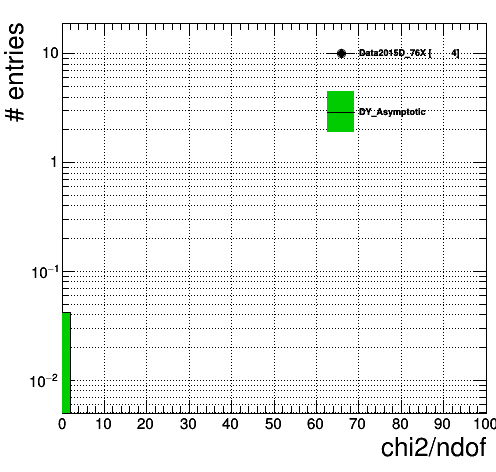 # entries
10
Data2015D_76X [ 4]
DY_Asymptotic
1
10⁻¹
10⁻²
0 10 20 30 40 50 60 70 80 90 100
chi2/ndof